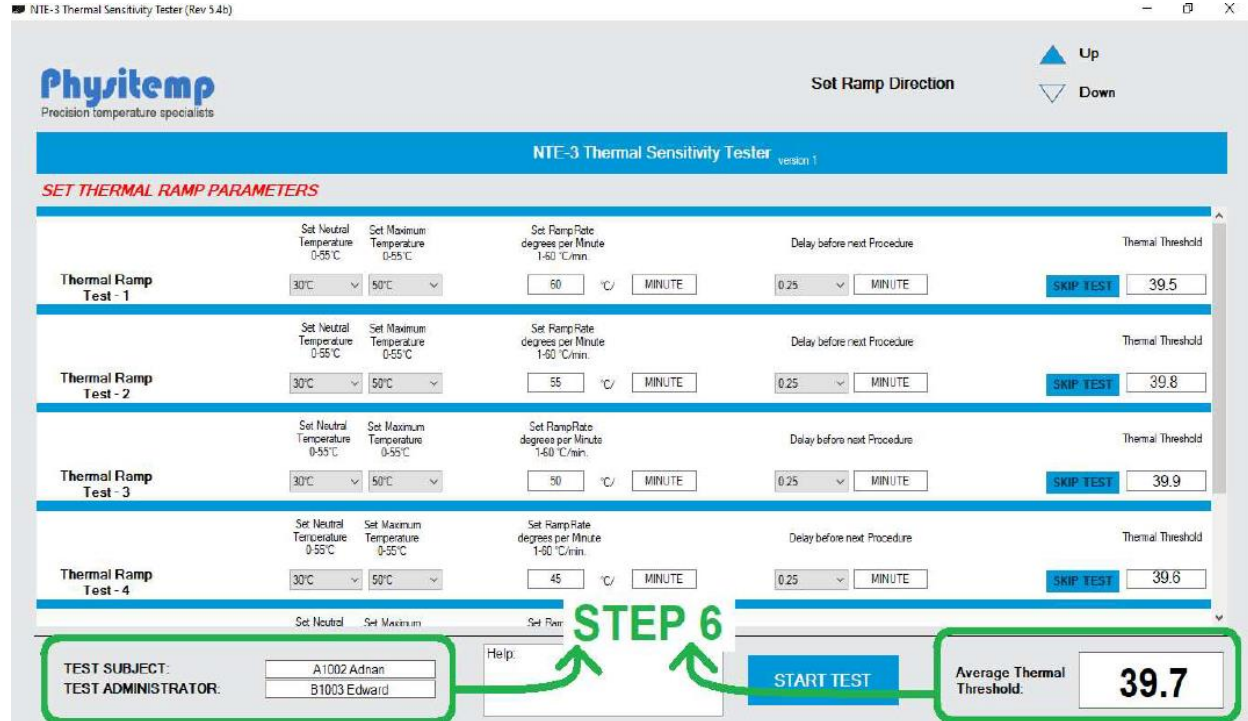 NTE-3 Thermal Sensitivity Tester (Rev 5.4b)
Up
Set Ramp Direction
Down
Physitemp
Precision temperature specialists
NTE-3 Thermal Sensitivity Tester version 1
SET THERMAL RAMP PARAMETERS
Set Neutral Temperature 0-55°C Set Maximum Temperature 0-55°C Set Ramp Rate degrees per Minute 1-60 °C/min. Delay before next Procedure Thermal Threshold
Thermal Ramp Test - 1 30°C 50°C 60 °C/ MINUTE 0.25 MINUTE SKIP TEST 39.5
Set Neutral Temperature 0-55°C Set Maximum Temperature 0-55°C Set Ramp Rate degrees per Minute 1-60 °C/min. Delay before next Procedure Thermal Threshold
Thermal Ramp Test - 2 30°C 50°C 55 °C/ MINUTE 0.25 MINUTE SKIP TEST 39.8
Set Neutral Temperature 0-55°C Set Maximum Temperature 0-55°C Set Ramp Rate degrees per Minute 1-60 °C/min. Delay before next Procedure Thermal Threshold
Thermal Ramp Test - 3 30°C 50°C 50 °C/ MINUTE 0.25 MINUTE SKIP TEST 39.9
Set Neutral Temperature 0-55°C Set Maximum Temperature 0-55°C Set Ramp Rate degrees per Minute 1-60 °C/min. Delay before next Procedure Thermal Threshold
Thermal Ramp Test - 4 30°C 50°C 45 °C/ MINUTE 0.25 MINUTE SKIP TEST 39.6
Set Neutral Set Maximum Set
STEP 6
TEST SUBJECT: A1002 Adnan
TEST ADMINISTRATOR: B1003 Edward
Help:
START TEST
Average Thermal Threshold: 39.7